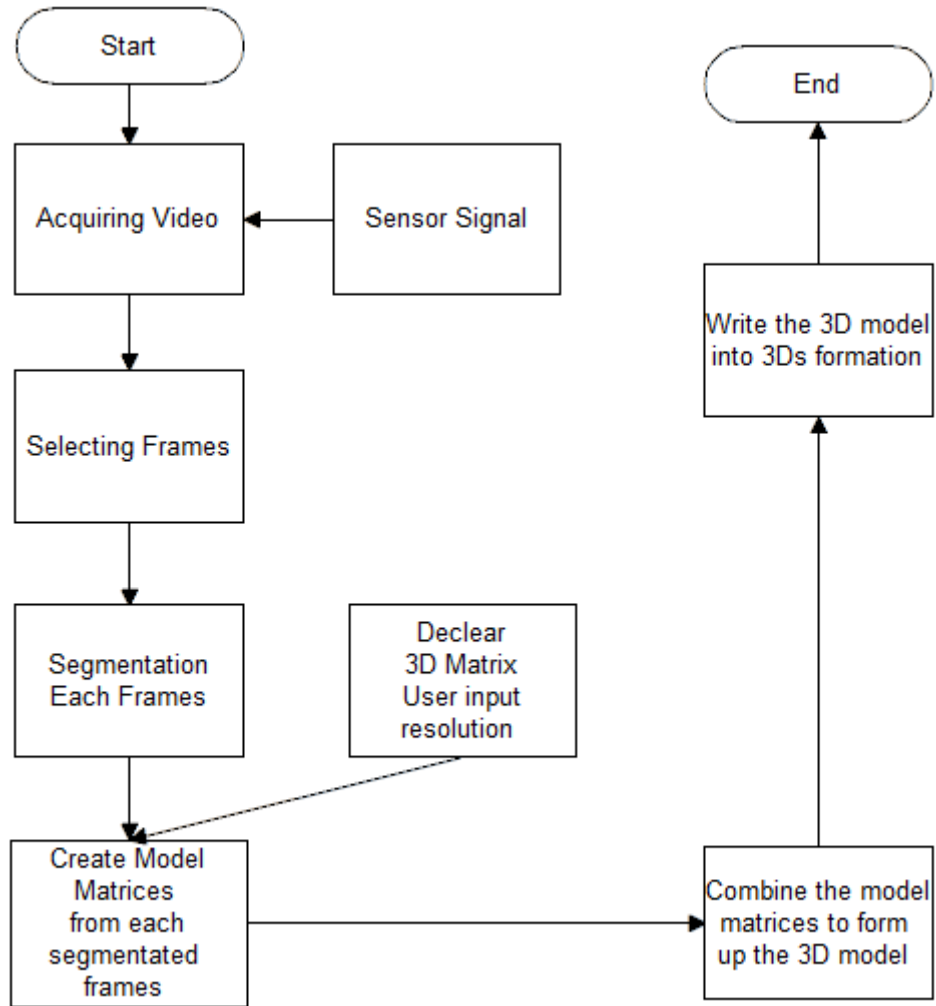 Start
Acquiring Video
Sensor Signal
Selecting Frames
Segmentation
Each Frames
Declear
3D Matrix
User input
resolution
Create Model
Matrices
from each
segmentated
frames
Combine the model
matrices to form
up the 3D model
Write the 3D model
into 3Ds formation
End